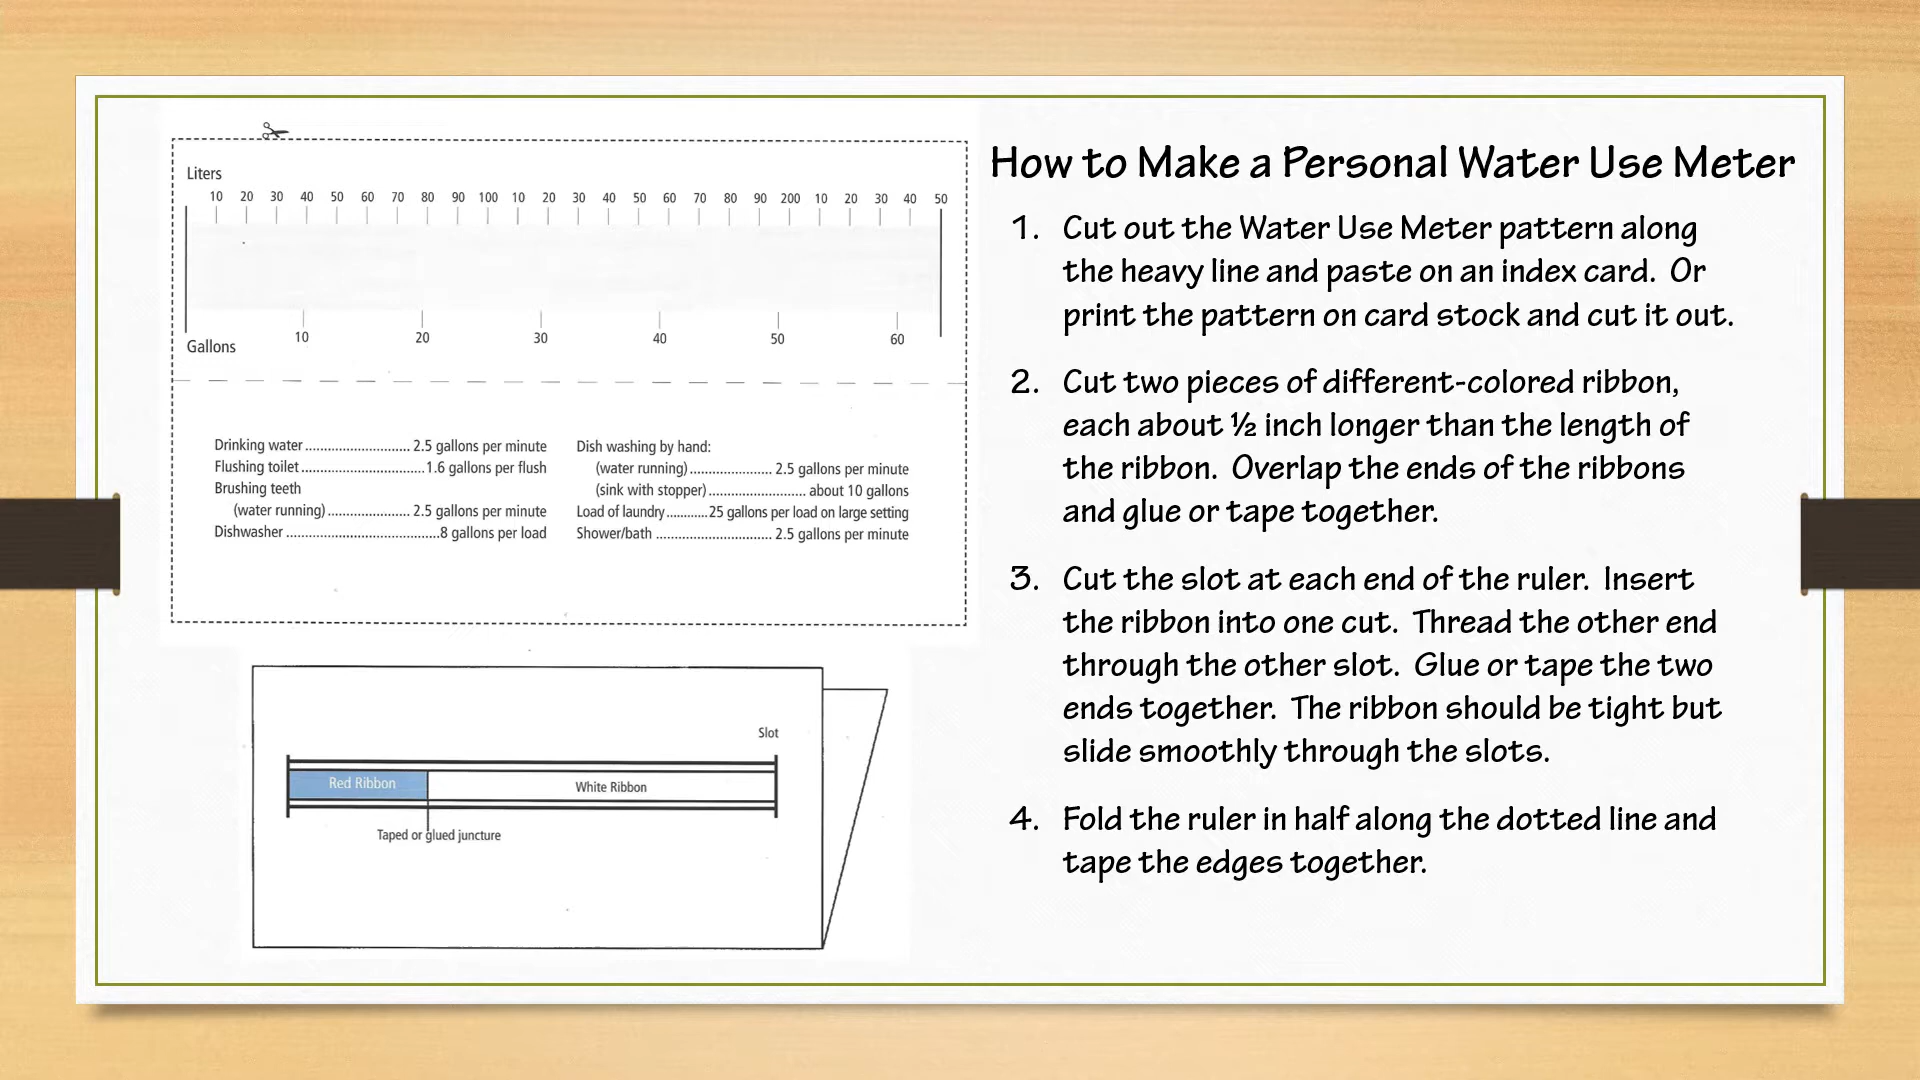 Liters
10 20 30 40 50 60 70 80 90 100 10 20 30 40 50 60 70 80 90 200 10 20 30 40 50
10 20 30 40 50 60
Gallons
Drinking water .......................... 2.5 gallons per minute
Flushing toilet .............................. 1.6 gallons per flush
Brushing teeth
(water running) ..................... 2.5 gallons per minute
Dishwasher .......................................8 gallons per load
Dish washing by hand:
(water running) ..................... 2.5 gallons per minute
(sink with stopper) ......................... about 10 gallons
Load of laundry ............25 gallons per load on large setting
Shower/bath .............................. 2.5 gallons per minute
Slot
Red Ribbon
White Ribbon
Taped or glued juncture
How to Make a Personal Water Use Meter
1. Cut out the Water Use Meter pattern along
the heavy line and paste on an index card. Or
print the pattern on card stock and cut it out.
2. Cut two pieces of different-colored ribbon,
each about ½ inch longer than the length of
the ribbon. Overlap the ends of the ribbons
and glue or tape together.
3. Cut the slot at each end of the ruler. Insert
the ribbon into one cut. Thread the other end
through the other slot. Glue or tape the two
ends together. The ribbon should be tight but
slide smoothly through the slots.
4. Fold the ruler in half along the dotted line and
tape the edges together.